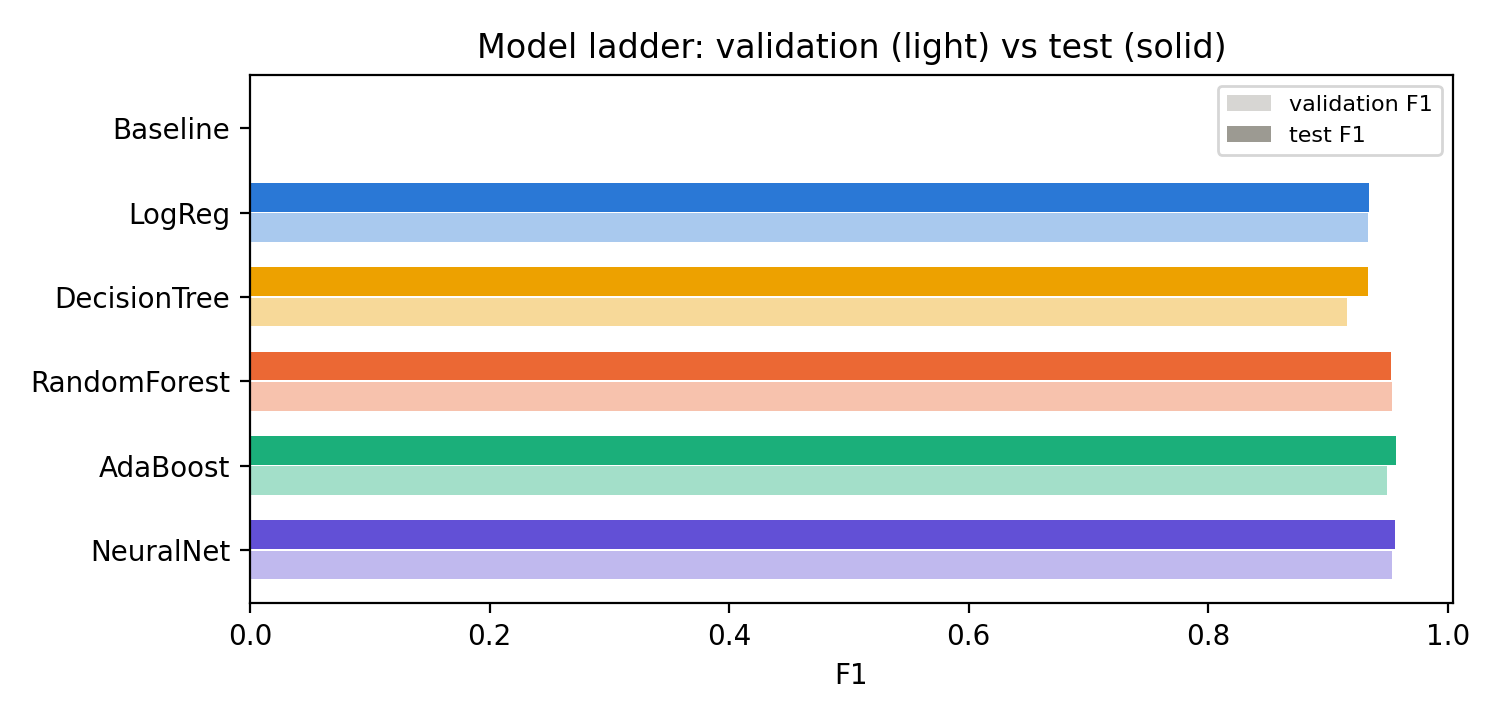 Model ladder: validation (light) vs test (solid)
validation F1
test F1
Baseline
LogReg
DecisionTree
RandomForest
AdaBoost
NeuralNet
0.0 0.2 0.4 0.6 0.8 1.0
F1